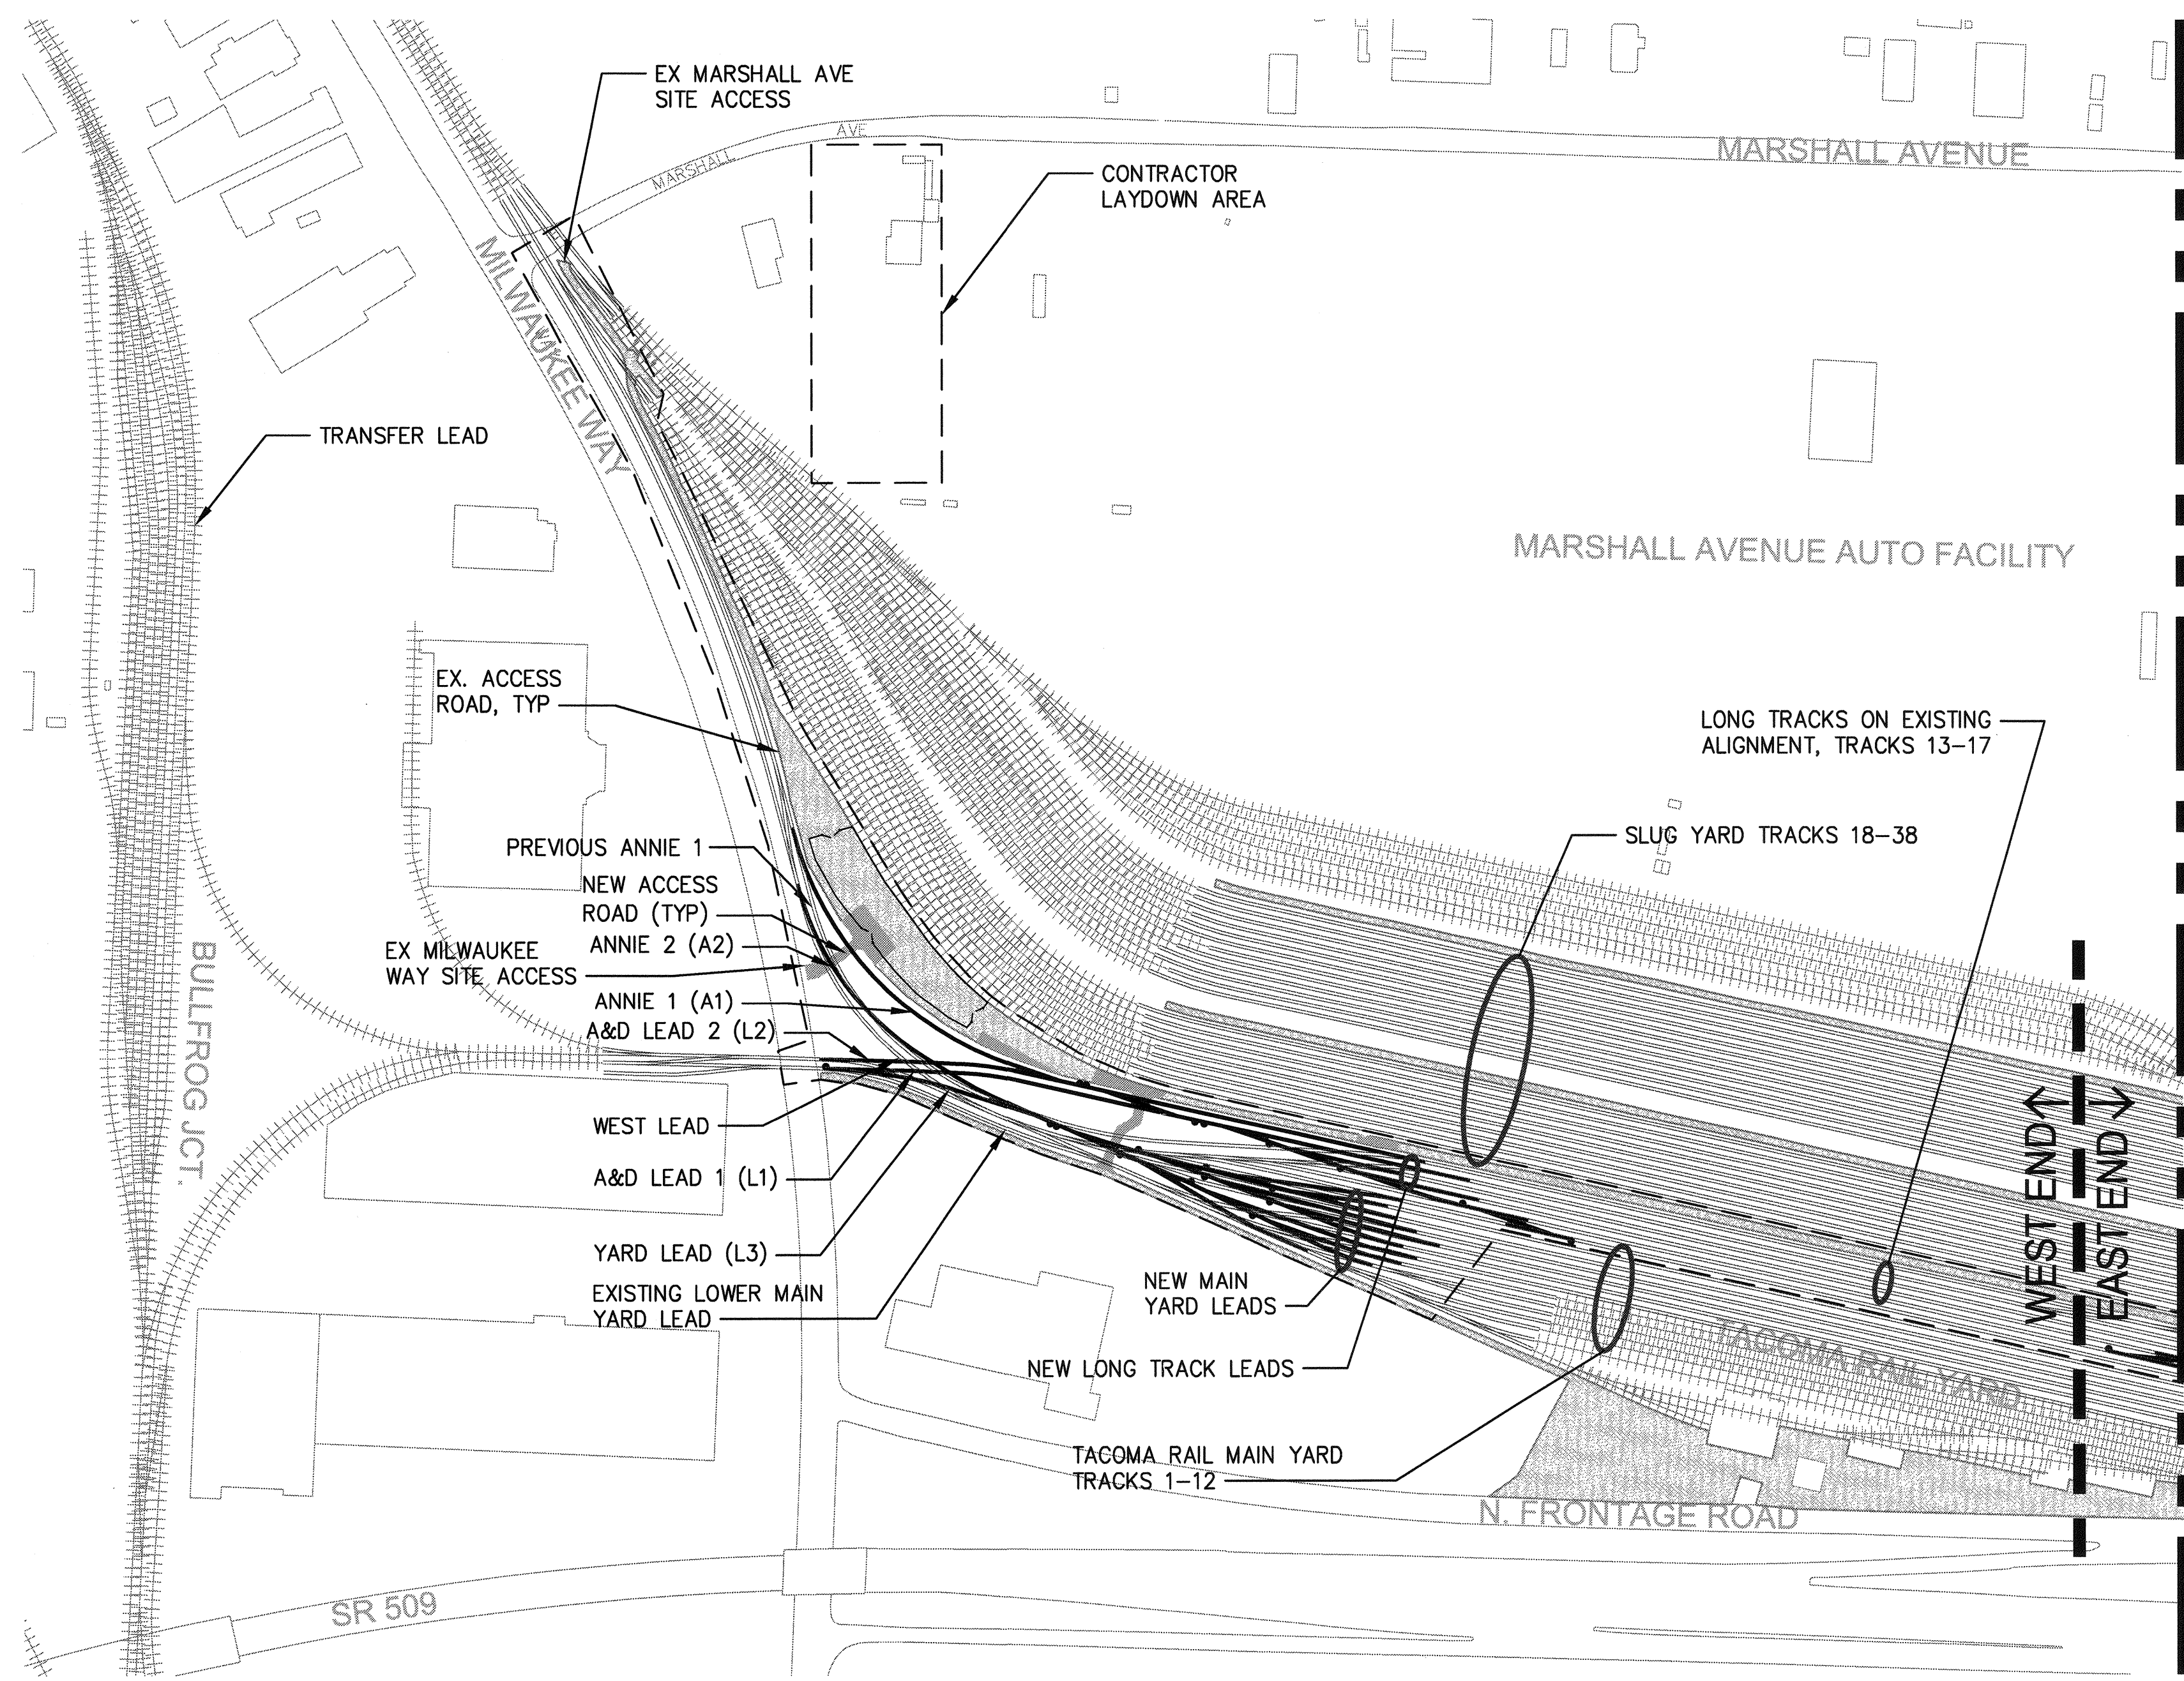 EX MARSHALL AVE
SITE ACCESS
AVE
MARSHALL
MARSHALL AVENUE
CONTRACTOR
LAYDOWN AREA
MILWAUKEE WAY
TRANSFER LEAD
MARSHALL AVENUE AUTO FACILITY
EX. ACCESS
ROAD, TYP
LONG TRACKS ON EXISTING
ALIGNMENT, TRACKS 13-17
SLUG YARD TRACKS 18-38
PREVIOUS ANNIE 1
NEW ACCESS
ROAD (TYP)
ANNIE 2 (A2)
EX MILWAUKEE
WAY SITE ACCESS
ANNIE 1 (A1)
A&D LEAD 2 (L2)
BULLFROG JCT.
WEST LEAD
A&D LEAD 1 (L1)
YARD LEAD (L3)
EXISTING LOWER MAIN
YARD LEAD
NEW MAIN
YARD LEADS
NEW LONG TRACK LEADS
WEST END
EAST END
TACOMA RAIL YARD
TACOMA RAIL MAIN YARD
TRACKS 1-12
N. FRONTAGE ROAD
SR 509